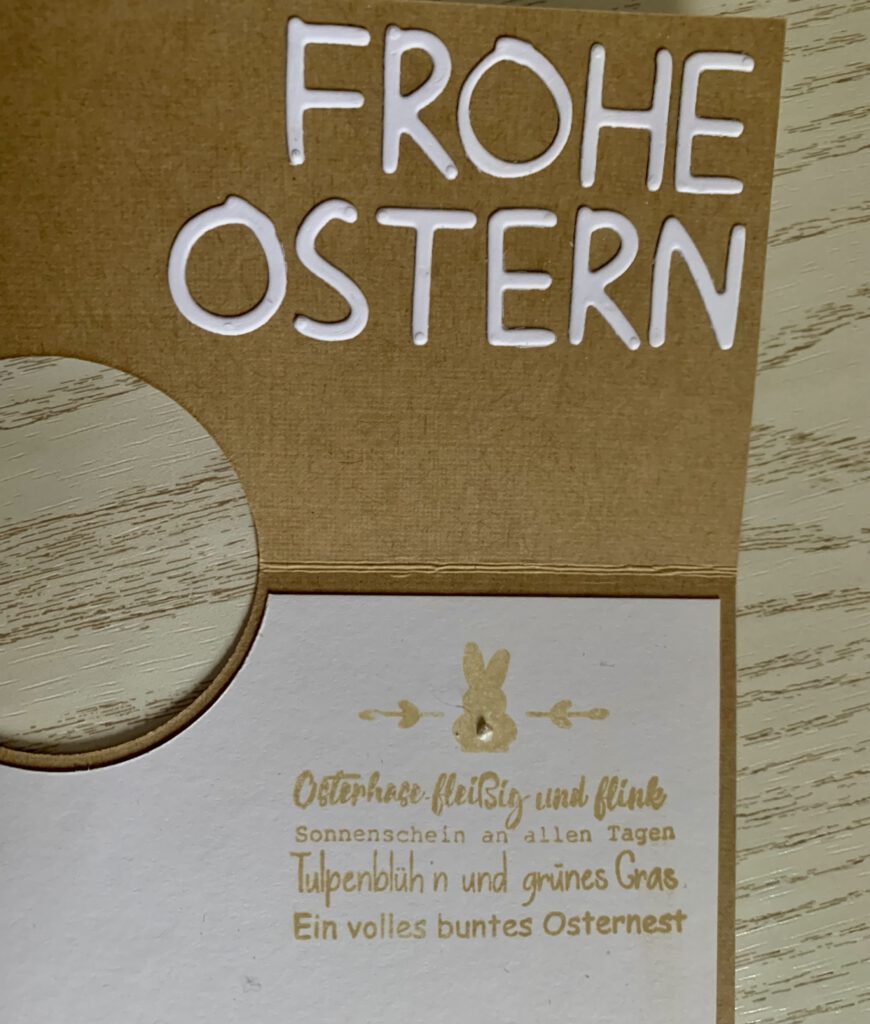 FROHE
OSTERN
Osterhase fleißig und flink
Sonnenschein an allen Tagen
Tulpenblüh'n und grünes Gras
Ein volles buntes Osternest